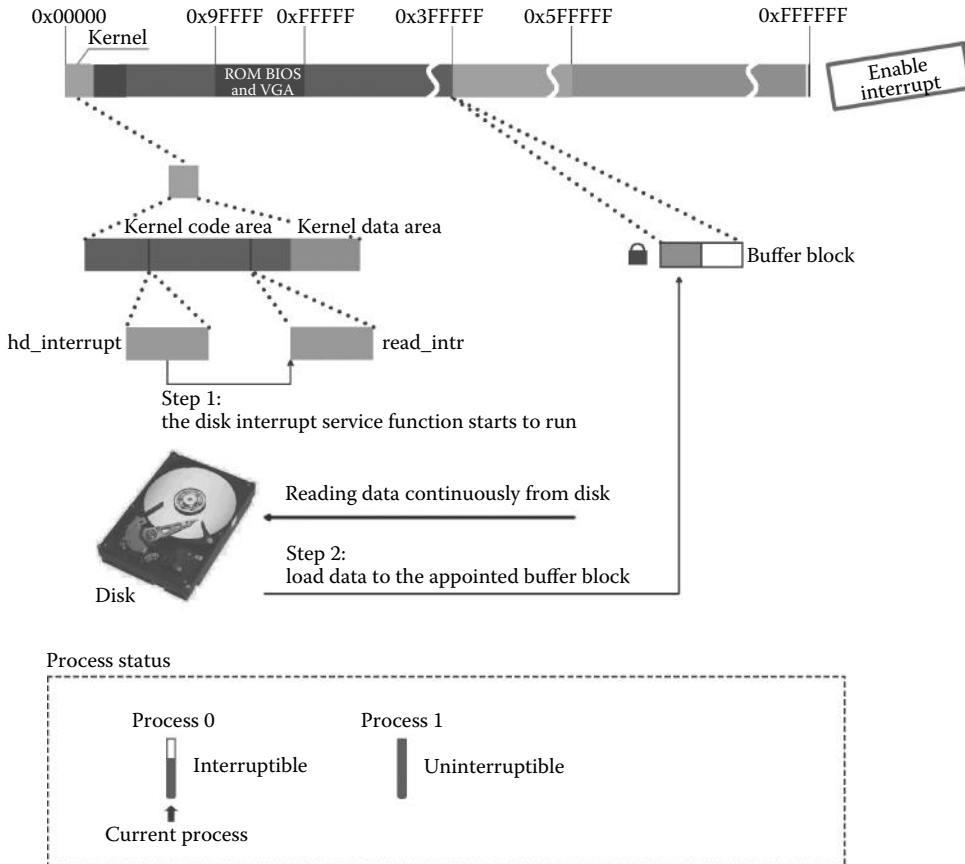 0x00000 0x9FFFF 0xFFFFF 0x3FFFFF 0x5FFFFF 0xFFFFFF
Kernel
ROM BIOS
and VGA
Enable
interrupt
Kernel code area Kernel data area
Buffer block
hd_interrupt read_intr
Step 1:
the disk interrupt service function starts to run
Reading data continuously from disk
Step 2:
load data to the appointed buffer block
Disk
Process status
Process 0 Process 1
Interruptible Uninterruptible
Current process